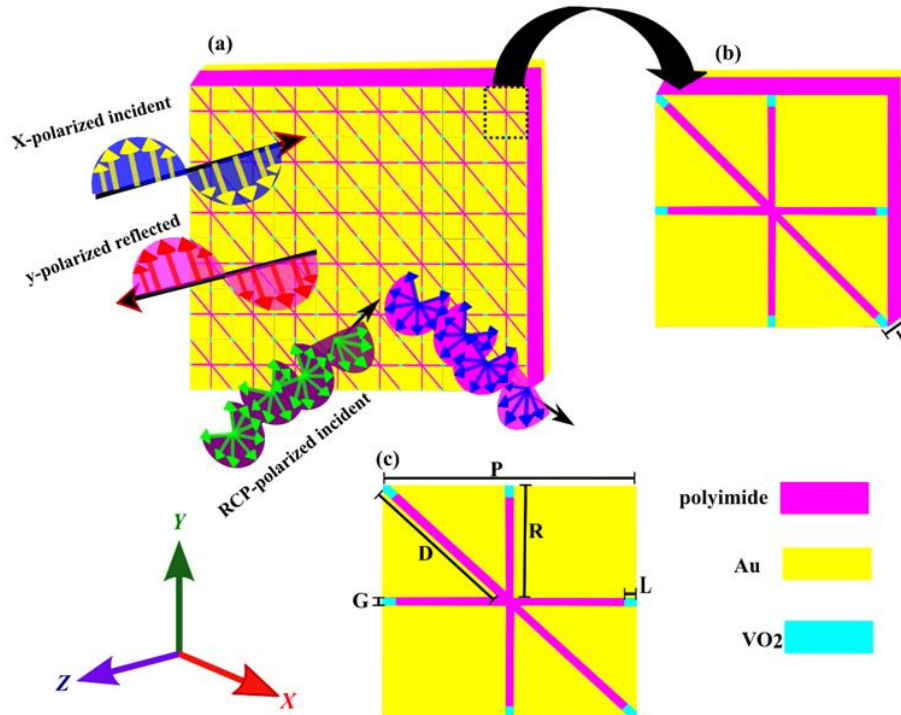 (a)
(b)
X-polarized incident
y-polarized reflected
RCP-polarized incident
(c)
P
R
D
G
L
polyimide
Au
VO2
Y
Z
X